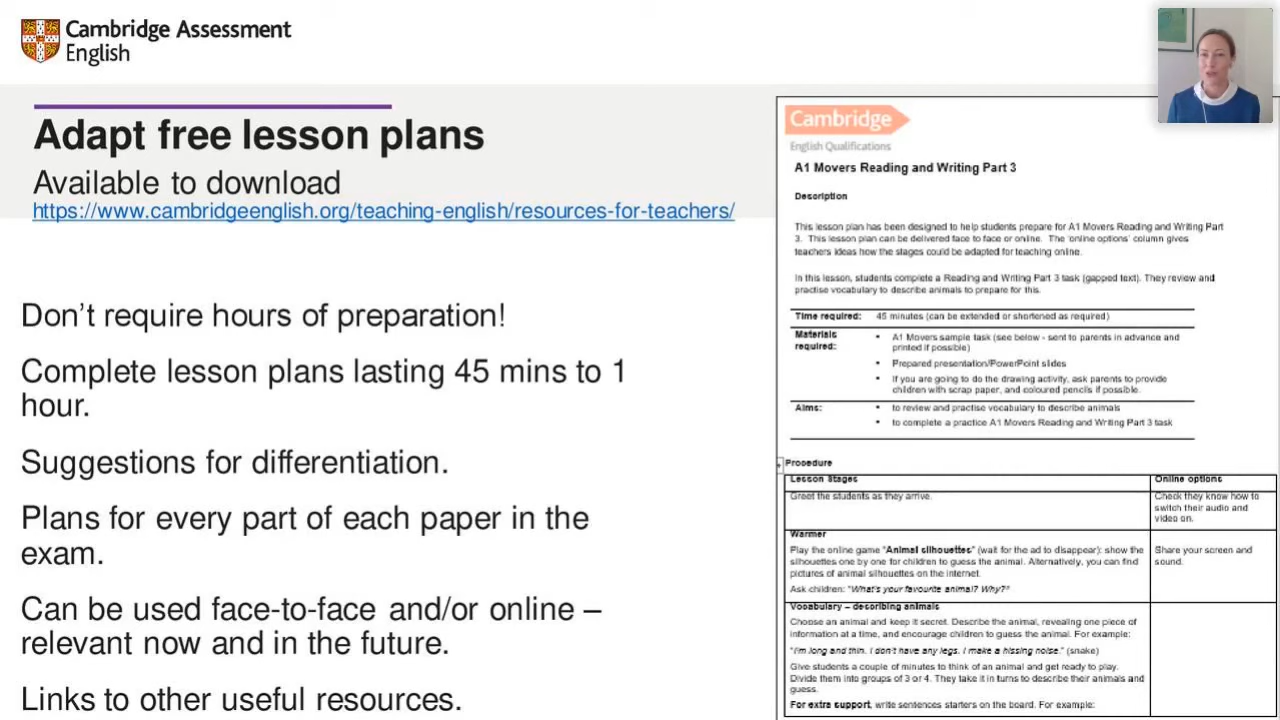 Cambridge Assessment
English
Adapt free lesson plans
Available to download
https://www.cambridgeenglish.org/teaching-english/resources-for-teachers/
Don’t require hours of preparation!
Complete lesson plans lasting 45 mins to 1
hour.
Suggestions for differentiation.
Plans for every part of each paper in the
exam.
Can be used face-to-face and/or online –
relevant now and in the future.
Links to other useful resources.
Cambridge
English Qualifications
A1 Movers Reading and Writing Part 3
Description
This lesson plan has been designed to help students prepare for A1 Movers Reading and Writing Part
3. This lesson plan can be delivered face to face or online. The ‘online options’ column gives
teachers ideas how the stages could be adapted for teaching online.
In this lesson, students complete a Reading and Writing Part 3 task (gapped text). They review and
practise vocabulary to describe animals to prepare for this.
Time required: 45 minutes (can be extended or shortened as required)
Materials
required:
• A1 Movers sample task (see below - sent to parents in advance and
printed if possible)
• Prepared presentation/PowerPoint slides
• If you are going to do the drawing activity, ask parents to provide
children with scrap paper, and coloured pencils if possible.
Aims:
• to review and practise vocabulary to describe animals
• to complete a practice A1 Movers Reading and Writing Part 3 task
Procedure
Lesson Stages
Online options
Greet the students as they arrive.
Check they know how to
switch their audio and
video on.
Warmer
Play the online game “Animal silhouettes” (wait for the ad to disappear): show the
silhouettes one by one for children to guess the animal. Alternatively, you can find
pictures of animal silhouettes on the internet.
Ask children: “What’s your favourite animal? Why?”
Share your screen and
sound.
Vocabulary – describing animals
Choose an animal and keep it secret. Describe the animal, revealing one piece of
information at a time, and encourage children to guess the animal. For example:
“I’m long and thin. I don’t have any legs. I make a hissing noise.” (snake)
Give students a couple of minutes to think of an animal and get ready to play.
Divide them into groups of 3 or 4. They take it in turns to describe their animals and
guess.
For extra support, write sentences starters on the board. For example: